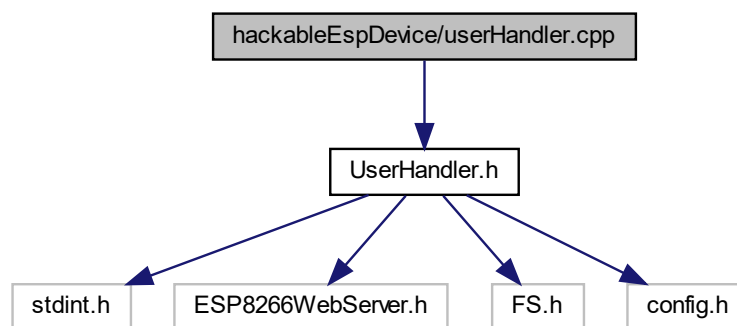 hackableEspDevice/userHandler.cpp
UserHandler.h
stdint.h
ESP8266WebServer.h
FS.h
config.h